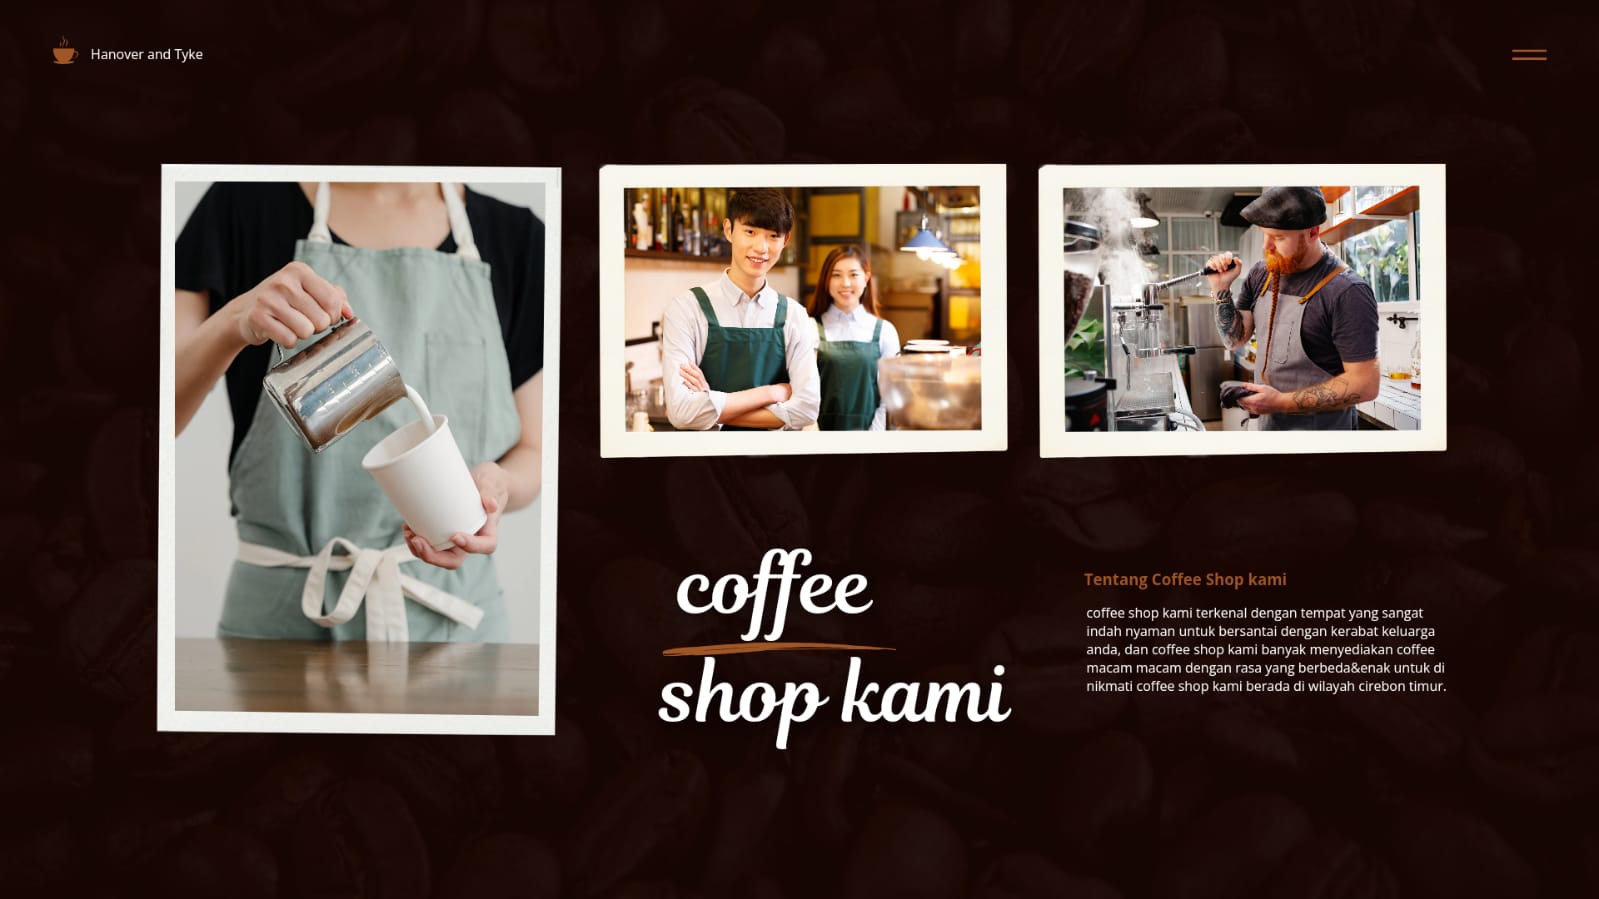 Hanover and Tyke
coffee
shop kami
Tentang Coffee Shop kami
coffee shop kami terkenal dengan tempat yang sangat
indah nyaman untuk bersantai dengan kerabat keluarga
anda, dan coffee shop kami banyak menyediakan coffee
macam macam dengan rasa yang berbeda&enak untuk di
nikmati coffee shop kami berada di wilayah cirebon timur.